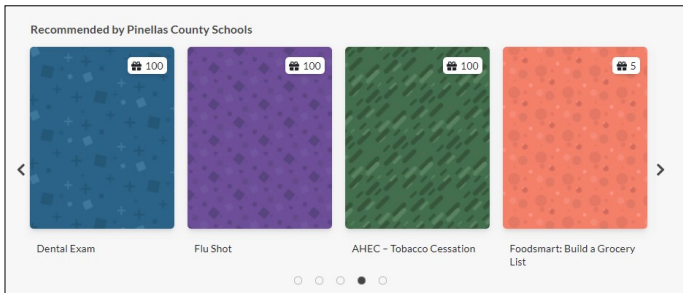 Recommended by Pinellas County Schools
100
100
100
5
Dental Exam
Flu Shot
AHEC – Tobacco Cessation
Foodsmart: Build a Grocery
List